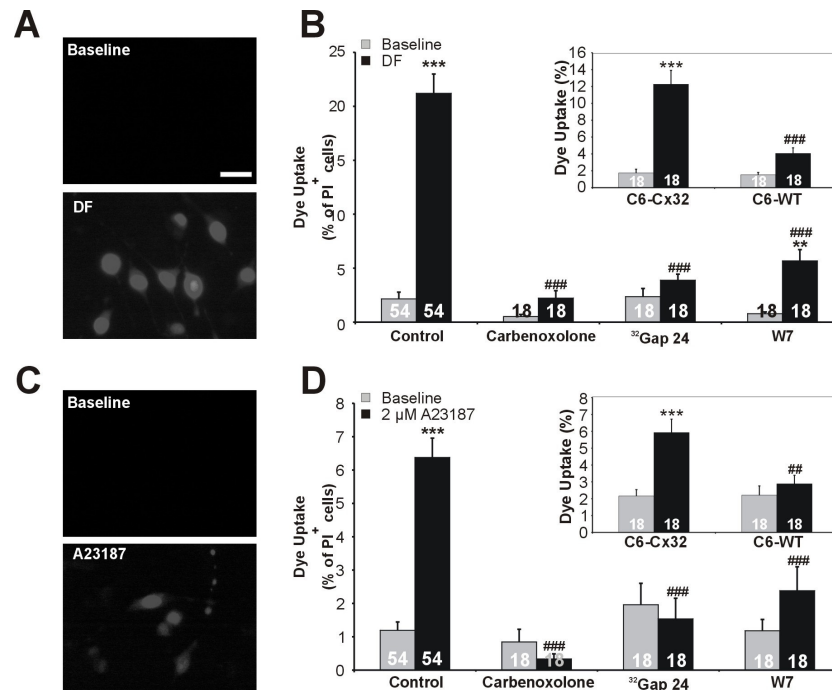 A
Baseline
DF
B
Baseline
DF
Dye Uptake
(% of PI+ cells)
25
20
15
10
5
0
***
###
###
###
**
54 54
18 18
18 18
18 18
Control Carbenoxolone 32Gap 24 W7
Dye Uptake (%)
16
14
12
10
8
6
4
2
0
***
###
18 18 18 18
C6-Cx32 C6-WT
C
Baseline
A23187
D
Baseline
2 µM A23187
Dye Uptake
(% of PI+ cells)
8
7
6
5
4
3
2
1
0
***
###
###
###
54 54
18 18
18 18
18 18
Control Carbenoxolone 32Gap 24 W7
Dye Uptake (%)
8
7
6
5
4
3
2
1
0
***
##
18 18 18 18
C6-Cx32 C6-WT